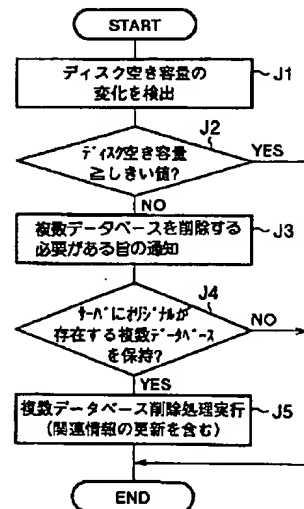 START
ディスク空き容量の
変化を検出
J1
J2
ディスク空き容量
≧しきい値?
YES
NO
複数データベースを削除する
必要がある旨の通知
J3
J4
サーバにオリジナルが
存在する複数データベース
を保持?
NO
YES
複数データベース削除処理実行
(関連情報の更新を含む)
J5
END